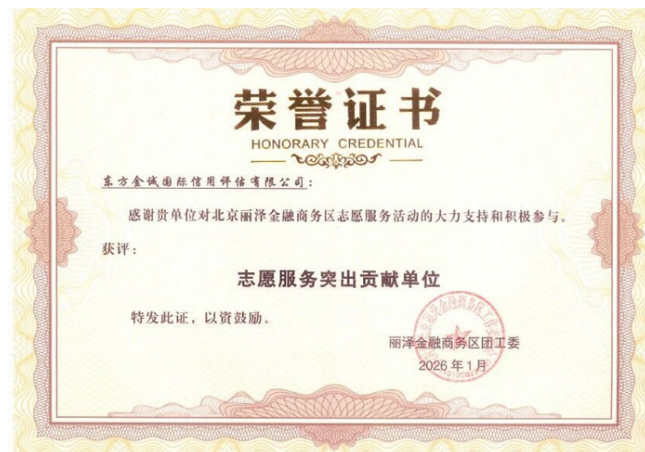 荣誉证书
HONORARY CREDENTIAL
东方金诚国际信用评估有限公司:
感谢贵单位对北京丽泽金融商务区志愿服务活动的大力支持和积极参与。
获评:
志愿服务突出贡献单位
特发此证,以资鼓励。
丽泽金融商务区团工委
2026年1月